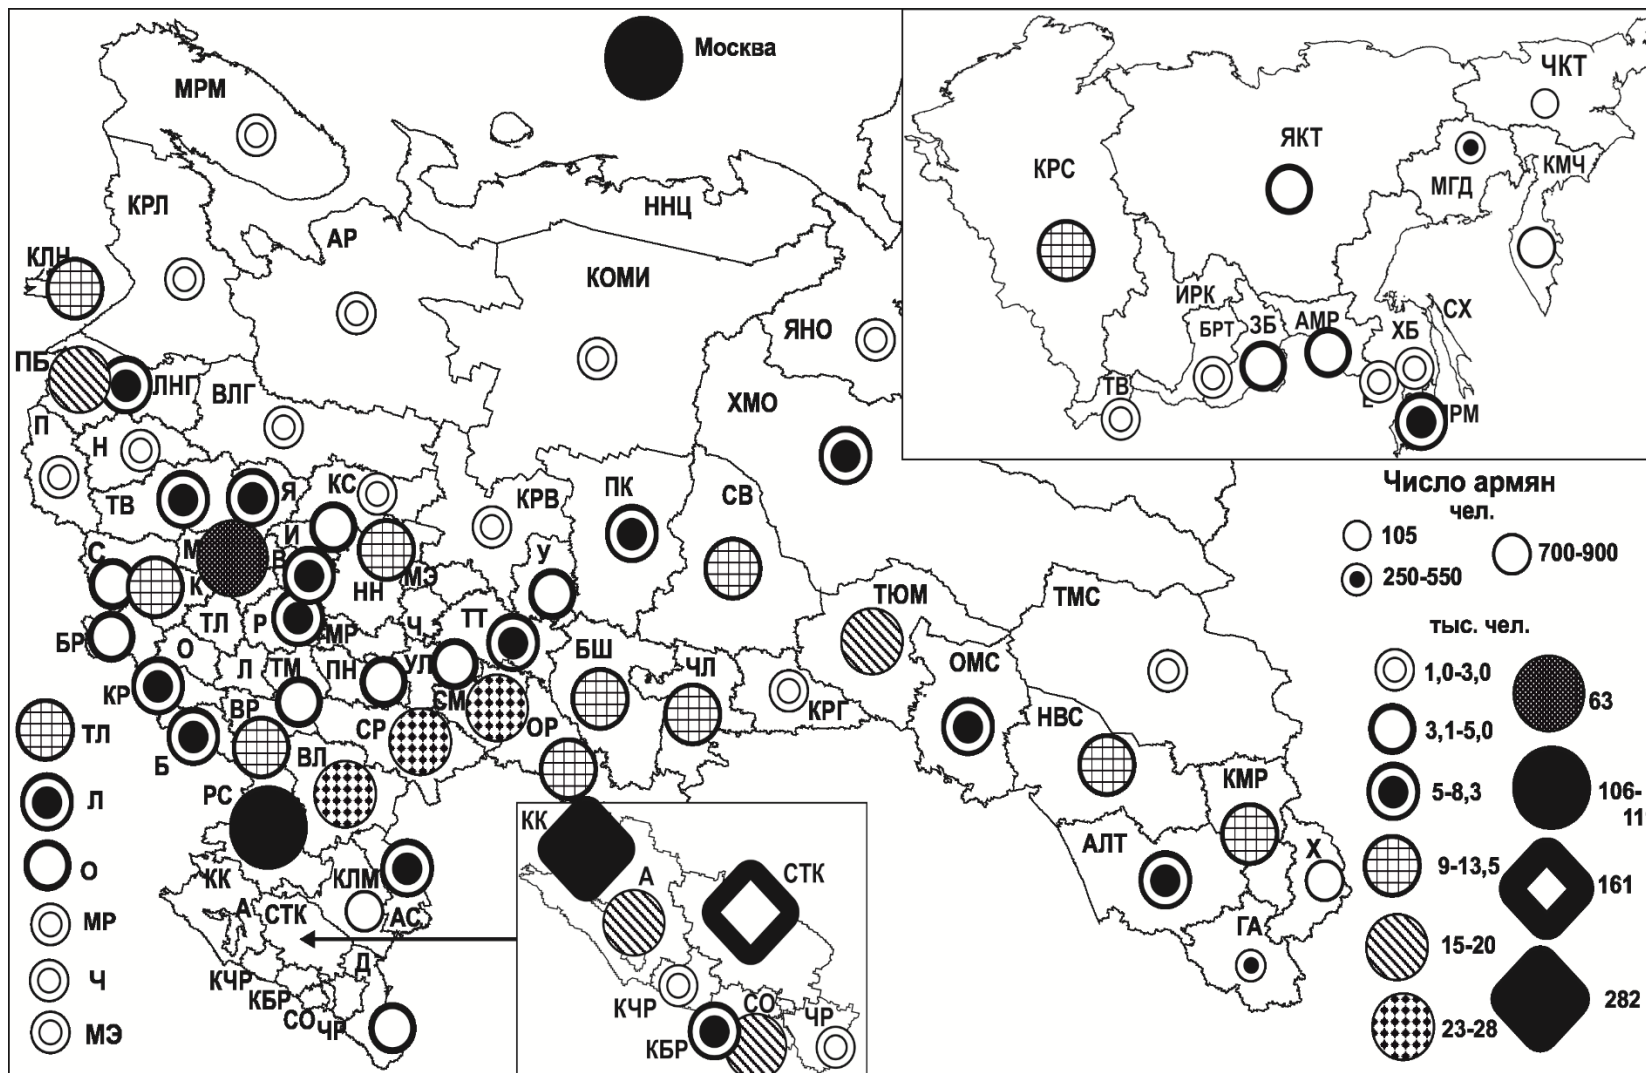 Москва
МРМ
КРЛ
АР
ННЦ
КЛН
КОМИ
ЯНО
ПБ
ЛНГ
ВЛГ
ХМО
П
Н
ТВ
Я
КС
КРВ
ПК
СВ
С
М
И
В
К
НН
МЭ
У
ТЛ
Р
МР
Ч
ТТ
ТЮМ
ТМС
БР
О
Л
ТМ
ПН
УЛ
БШ
ЧЛ
ОМС
КР
ВР
СР
СМ
ОР
КРГ
НВС
Б
ВЛ
РС
КМР
АЛТ
Х
ГА
КК
КЛМ
А
СТК
АС
КЧР
Д
КБР
СО
ЧР
ТЛ
Л
О
МР
Ч
МЭ
КК
А
СТК
КЧР
СО
ЧР
КБР
ЧКТ
ЯКТ
КРС
МГД
КМЧ
ИРК
БРТ
ЗБ
АМР
ХБ
СХ
ТВ
Число армян
чел.
105
700-900
250-550
тыс. чел.
1,0-3,0
63
3,1-5,0
5-8,3
106-
9-13,5
161
15-20
282
23-28